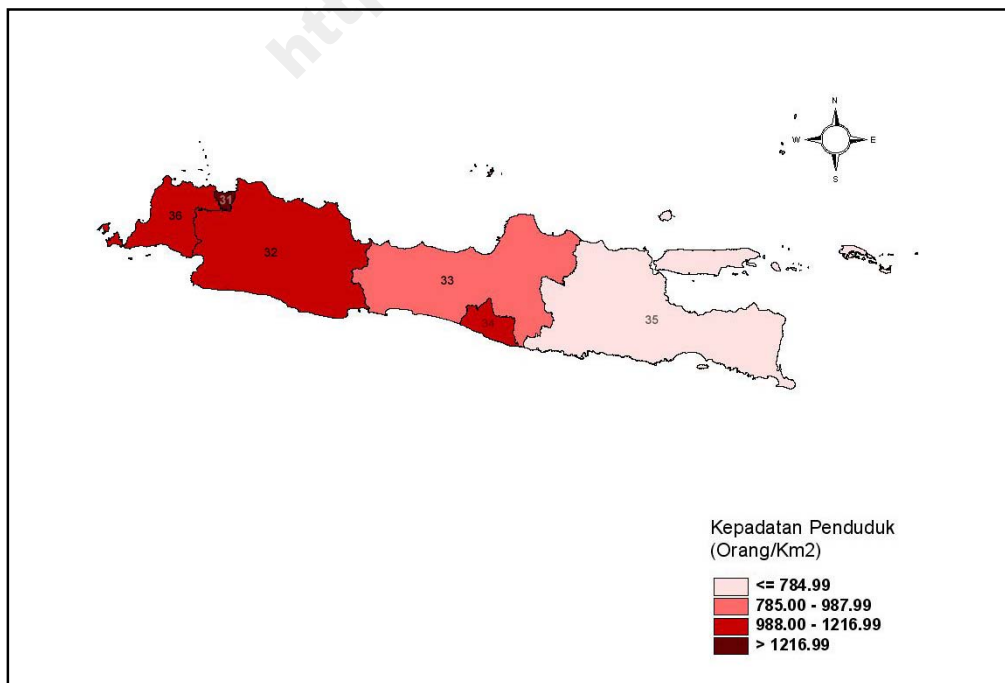 http
N
W E
S
31
36
32
33
34
35
Kepadatan Penduduk
(Orang/Km2)
<= 784.99
785.00 - 987.99
988.00 - 1216.99
> 1216.99